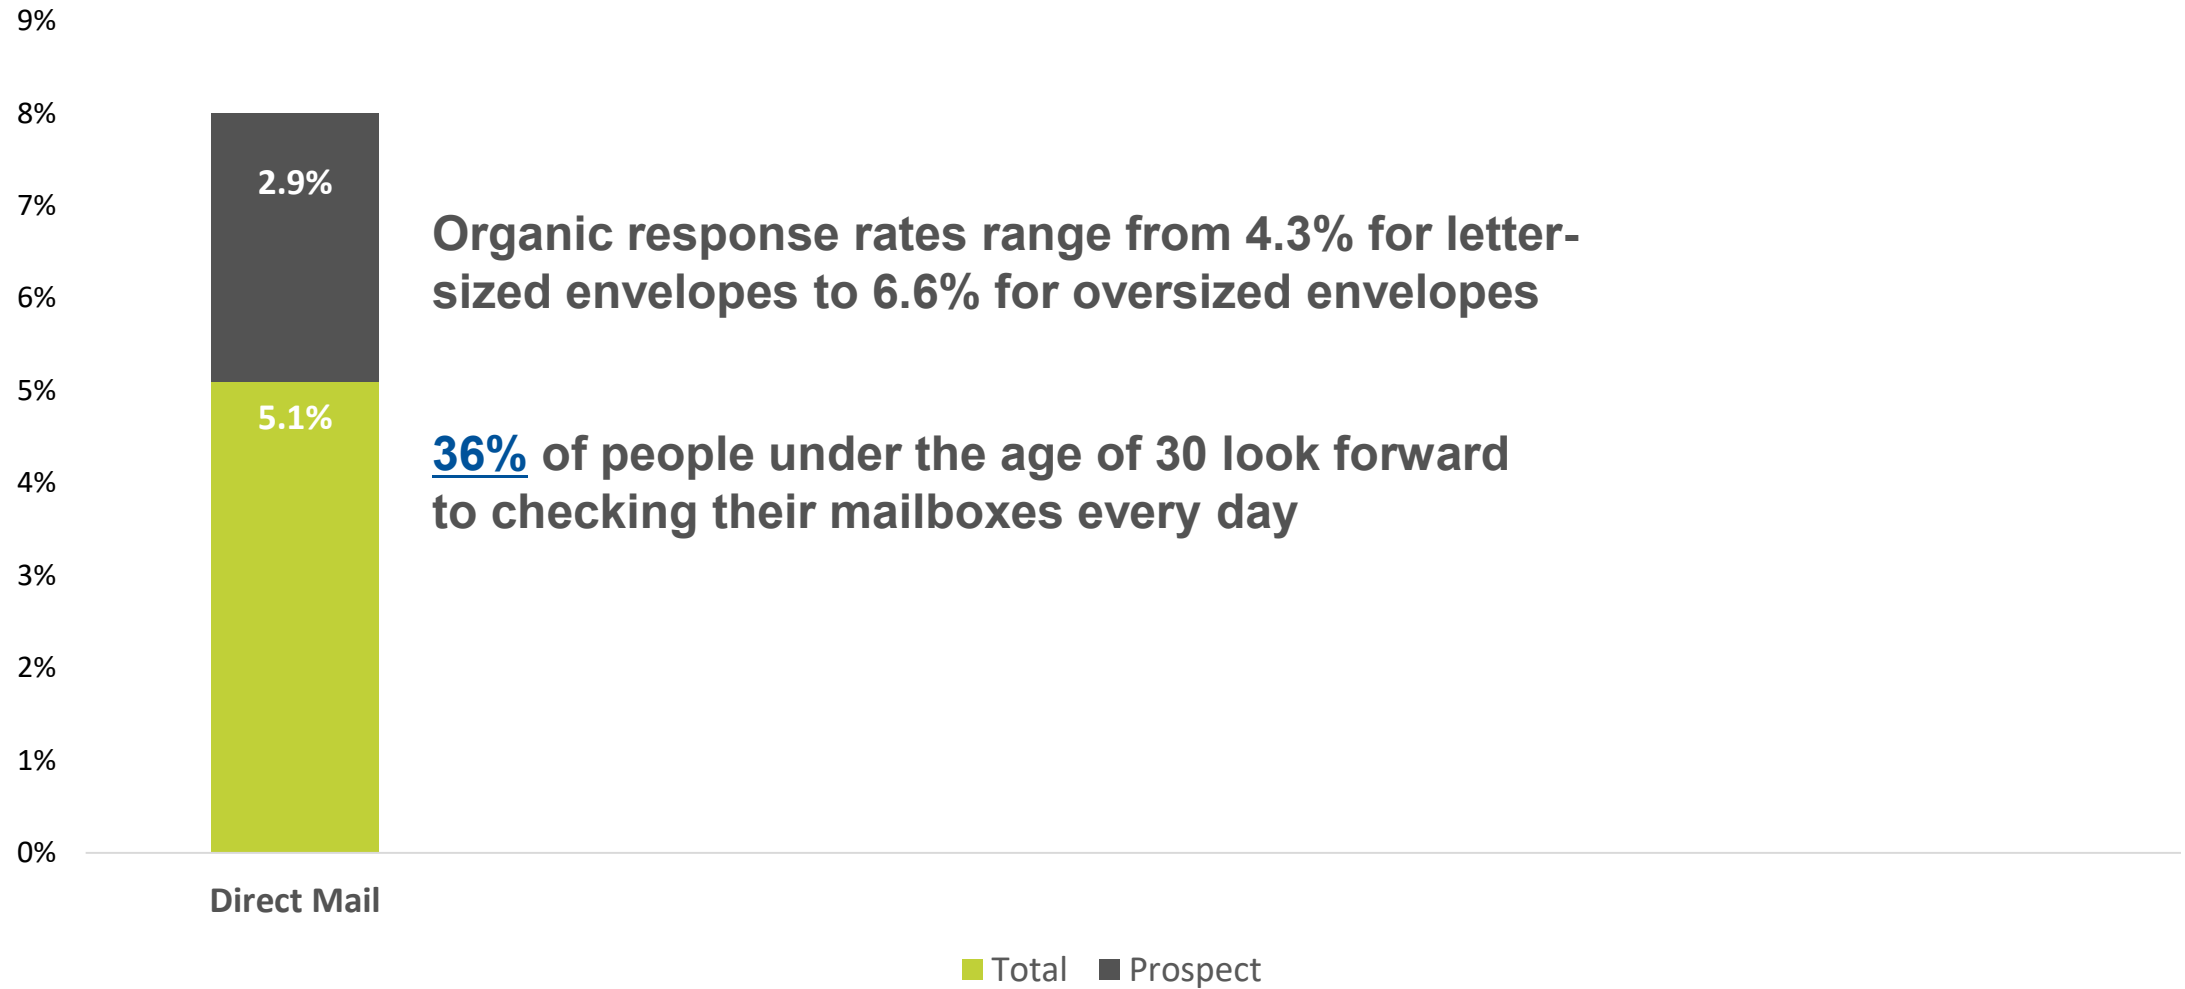 9%
8%
7%
6%
5%
4%
3%
2%
1%
0%
2.9%
5.1%
Organic response rates range from 4.3% for letter-
sized envelopes to 6.6% for oversized envelopes
36% of people under the age of 30 look forward
to checking their mailboxes every day
Direct Mail
Total Prospect